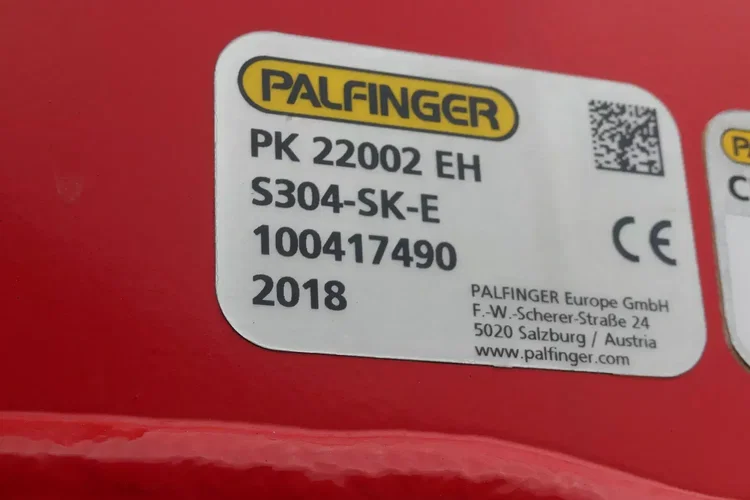 PALFINGER
PK 22002 EH
S304-SK-E
100417490
2018
CE
PALFINGER Europe GmbH
F.-W.-Scherer-Straße 24
5020 Salzburg / Austria
www.palfinger.com